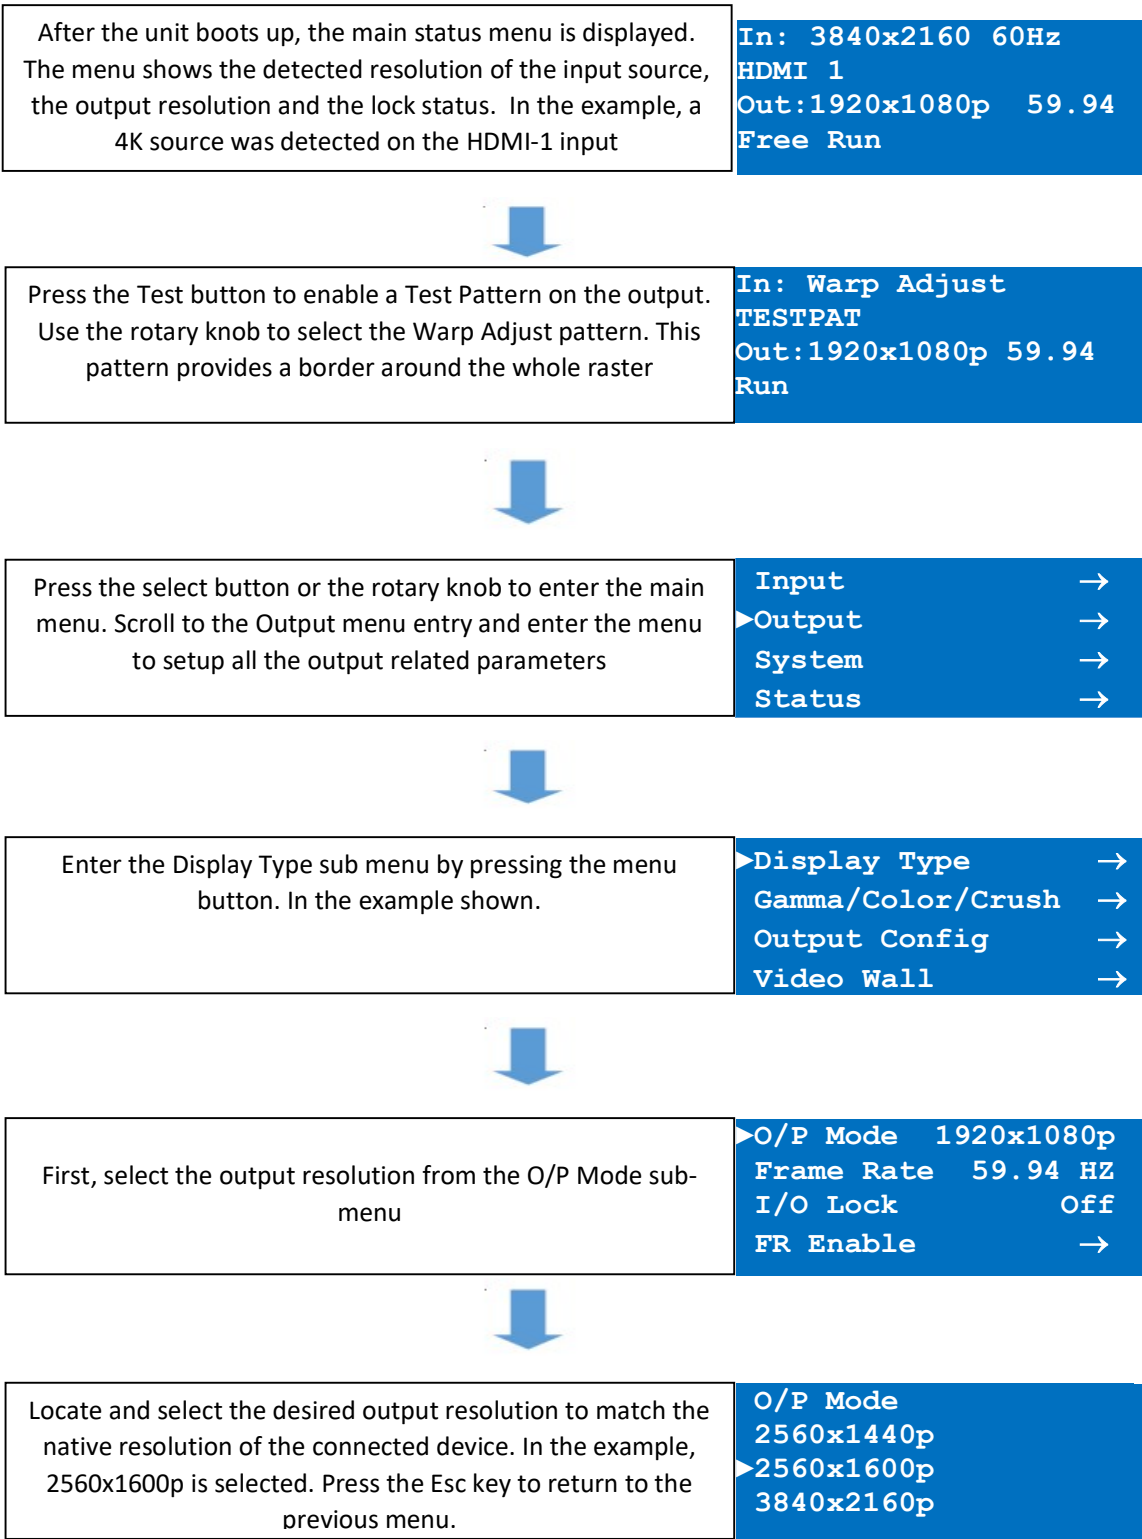 After the unit boots up, the main status menu is displayed.
The menu shows the detected resolution of the input source,
the output resolution and the lock status.  In the example, a
4K source was detected on the HDMI-1 input
In: 3840x2160 60Hz
HDMI 1
Out:1920x1080p  59.94
Free Run
Press the Test button to enable a Test Pattern on the output.
Use the rotary knob to select the Warp Adjust pattern. This
pattern provides a border around the whole raster
In: Warp Adjust
TESTPAT
Out:1920x1080p 59.94
Run
Press the select button or the rotary knob to enter the main
menu. Scroll to the Output menu entry and enter the menu
to setup all the output related parameters
Input →
►Output →
System →
Status →
Enter the Display Type sub menu by pressing the menu
button. In the example shown.
►Display Type →
Gamma/Color/Crush →
Output Config →
Video Wall →
First, select the output resolution from the O/P Mode sub-
menu
►O/P Mode  1920x1080p
Frame Rate  59.94 HZ
I/O Lock Off
FR Enable →
Locate and select the desired output resolution to match the
native resolution of the connected device. In the example,
2560x1600p is selected. Press the Esc key to return to the
previous menu.
O/P Mode
2560x1440p
►2560x1600p
3840x2160p